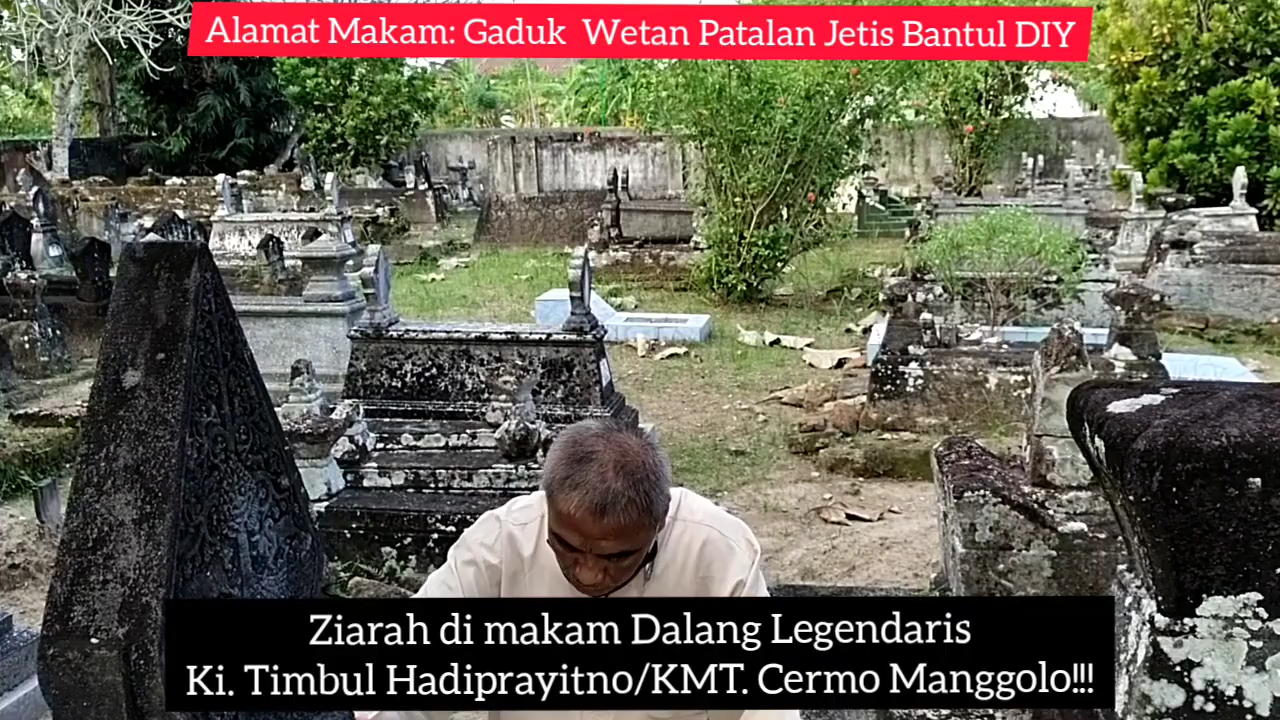 Alamat Makam: Gaduk Wetan Patalan Jetis Bantul DIY
Ziarah di makam Dalang Legendaris
Ki. Timbul Hadiprayitno/KMT. Cermo Manggolo!!!